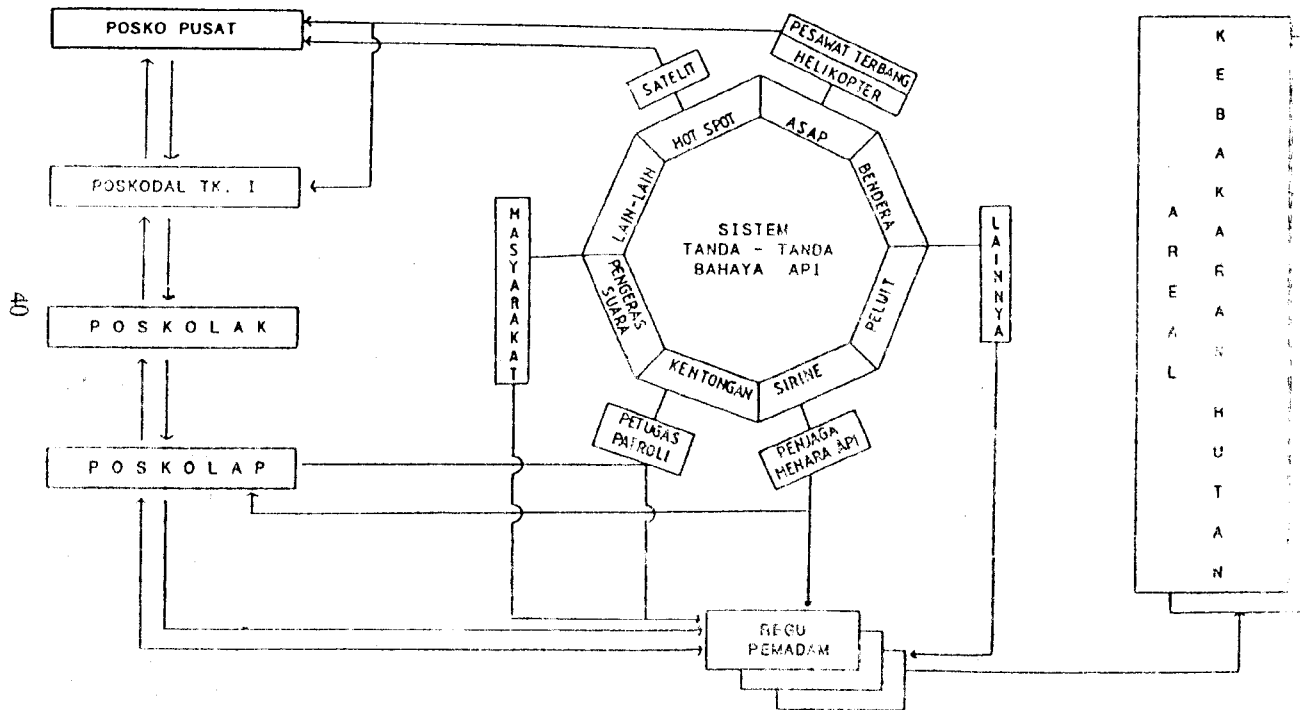 POSKO PUSAT
POSKODAL TK. I
POSKOLAK
POSKOLAP
40
SATELIT
PESAWAT TERBANG
HELIKOPTER
HOT SPOT
ASAP
BENDERA
PELUIT
SIRINE
KENTONGAN
PENGERAS
SUARA
LAIN-LAIN
SISTEM
TANDA - TANDA
BAHAYA API
MASYARAKAT
LAINNYA
PETUGAS
PATROLI
PENJAGA
MENARA API
REGU
PEMADAM
AREAL
KEBAKARAN HUTAN